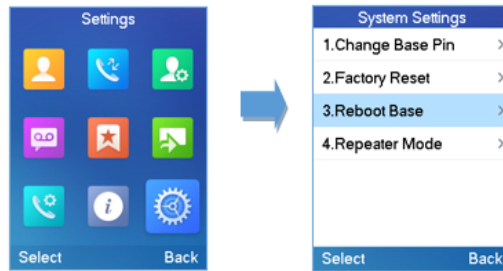 Settings
Select Back
System Settings
1.Change Base Pin
2.Factory Reset
3.Reboot Base
4.Repeater Mode
Select Back